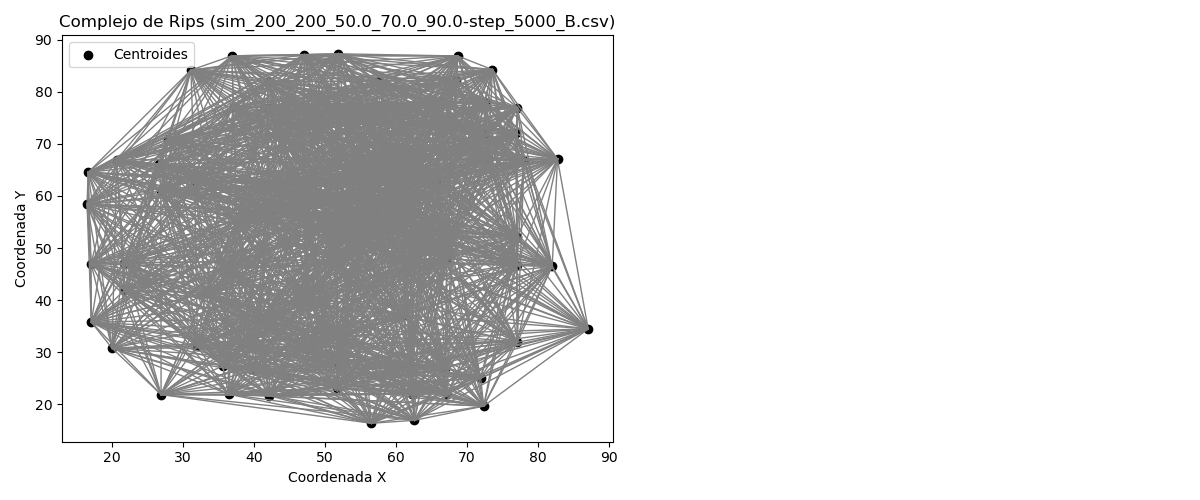 Complejo de Rips (sim_200_200_50.0_70.0_90.0-step_5000_B.csv)
Centroides
90
80
70
60
50
40
30
20
Coordenada Y
20 30 40 50 60 70 80 90
Coordenada X